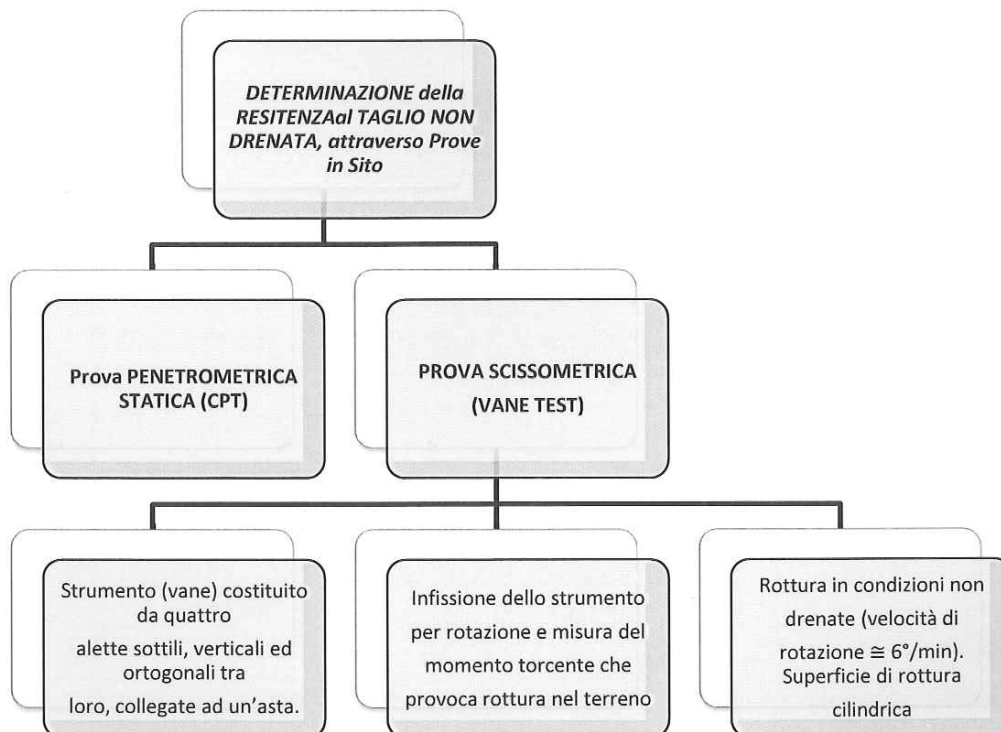 DETERMINAZIONE della
RESITENZAal TAGLIO NON
DRENATA, attraverso Prove
in Sito
Prova PENETROMETRICA
STATICA (CPT)
PROVA SCISSOMETRICA
(VANE TEST)
Strumento (vane) costituito
da quattro
alette sottili, verticali ed
ortogonali tra
loro, collegate ad un'asta.
Infissione dello strumento
per rotazione e misura del
momento torcente che
provoca rottura nel terreno
Rottura in condizioni non
drenate (velocità di
rotazione ≅ 6°/min).
Superficie di rottura
cilindrica